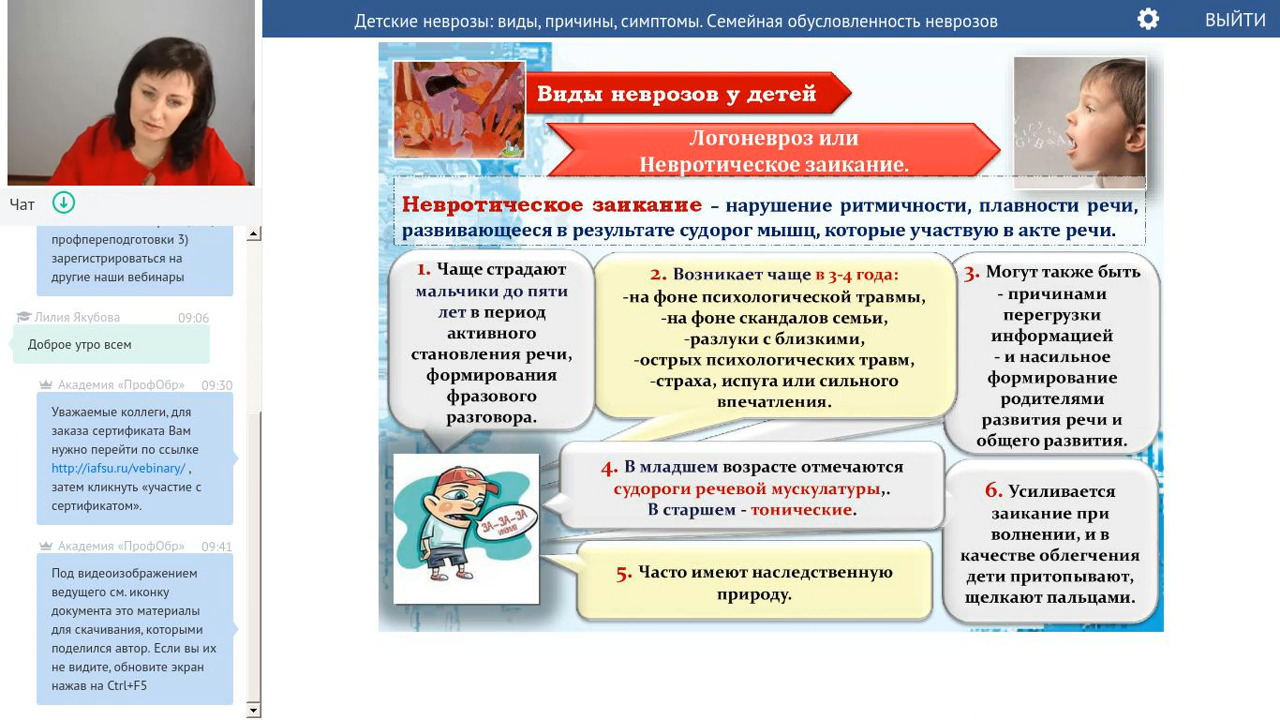 Детские неврозы: виды, причины, симптомы. Семейная обусловленность неврозов
ВЫЙТИ
Чат
профпереподготовки 3)
зарегистрироваться на
другие наши вебинары
Лилия Якубова 09:06
Доброе утро всем
Академия «ПрофОбр» 09:30
Уважаемые коллеги, для
заказа сертификата Вам
нужно перейти по ссылке
http://iafsu.ru/vebinary/ ,
затем кликнуть «участие с
сертификатом».
Академия «ПрофОбр» 09:41
Под видеоизображением
ведущего см. иконку
документа это материалы
для скачивания, которыми
поделился автор. Если вы их
не видите, обновите экран
нажав на Ctrl+F5
Виды неврозов у детей
Логоневроз или
Невротическое заикание.
Невротическое заикание – нарушение ритмичности, плавности речи,
развивающееся в результате судорог мышц, которые участвую в акте речи.
1. Чаще страдают
мальчики до пяти
лет в период
активного
становления речи,
формирования
фразового
разговора.
2. Возникает чаще в 3-4 года:
-на фоне психологической травмы,
-на фоне скандалов семьи,
-разлуки с близкими,
-острых психологических травм,
-страха, испуга или сильного
впечатления.
3. Могут также быть
- причинами
перегрузки
информацией
- и насильное
формирование
родителями
развития речи и
общего развития.
4. В младшем возрасте отмечаются
судороги речевой мускулатуры,.
В старшем - тонические.
5. Часто имеют наследственную
природу.
6. Усиливается
заикание при
волнении, и в
качестве облегчения
дети притопывают,
щелкают пальцами.
ЗА-ЗА-ЗА